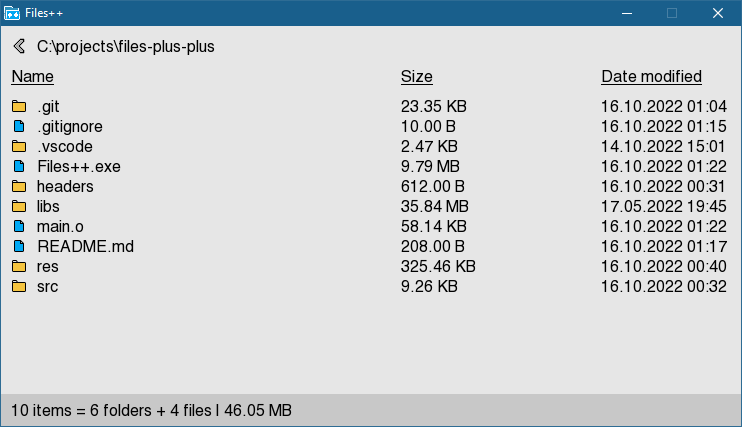 Files++
C:\projects\files-plus-plus
Name Size Date modified
.git 23.35 KB 16.10.2022 01:04
.gitignore 10.00 B 16.10.2022 01:15
.vscode 2.47 KB 14.10.2022 15:01
Files++.exe 9.79 MB 16.10.2022 01:22
headers 612.00 B 16.10.2022 00:31
libs 35.84 MB 17.05.2022 19:45
main.o 58.14 KB 16.10.2022 01:22
README.md 208.00 B 16.10.2022 01:17
res 325.46 KB 16.10.2022 00:40
src 9.26 KB 16.10.2022 00:32
10 items = 6 folders + 4 files | 46.05 MB